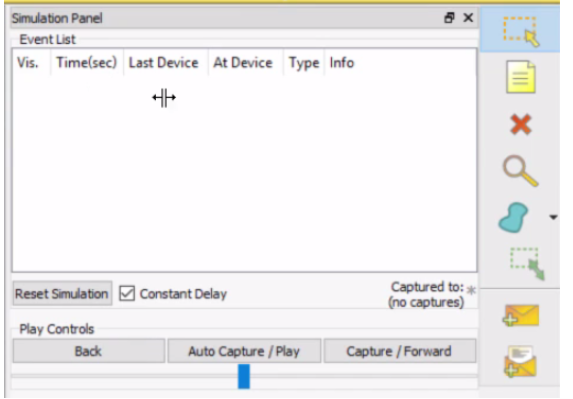 Simulation Panel
Event List
Vis. Time(sec) Last Device At Device Type Info
Reset Simulation Constant Delay Captured to: *
(no captures)
Play Controls
Back Auto Capture / Play Capture / Forward